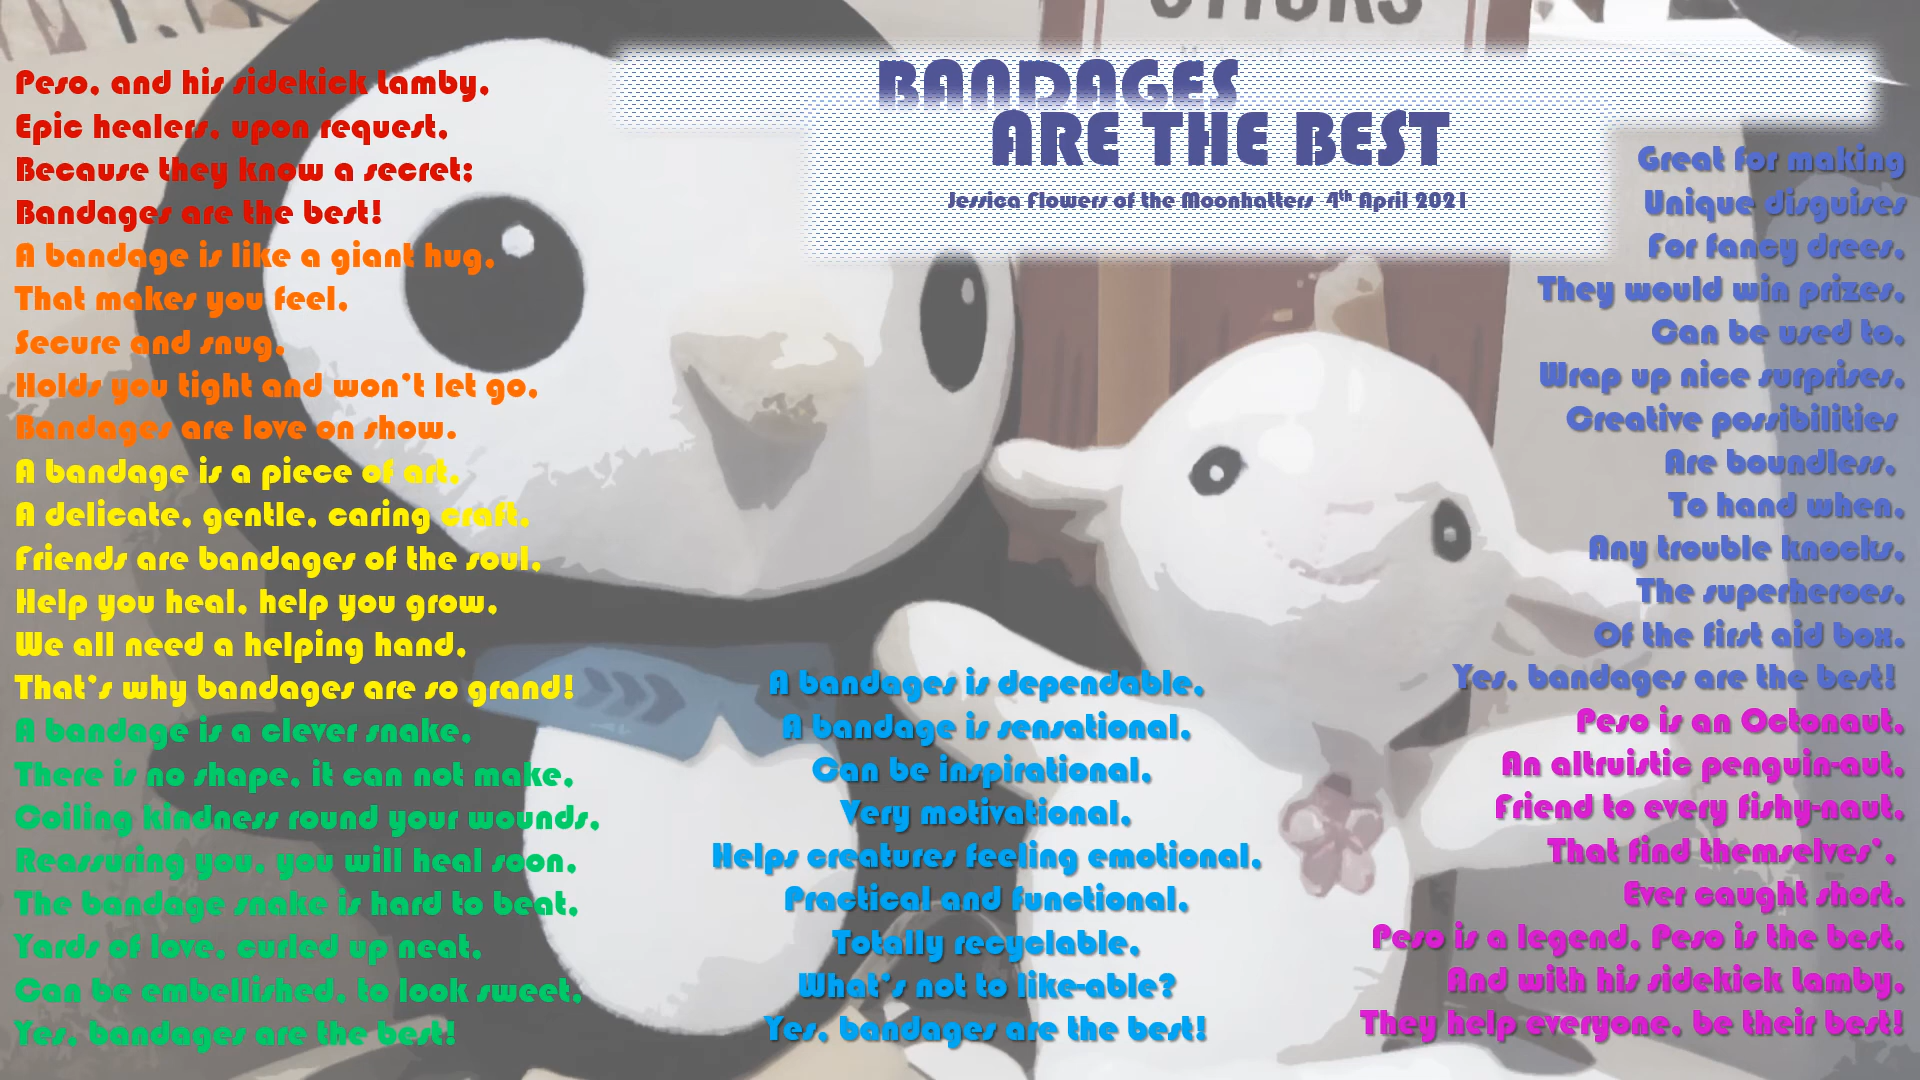 BANDAGES
ARE THE BEST
Jessica Flowers of the Moonhatters 4th April 2021
Peso, and his sidekick Lamby,
Epic healers, upon request,
Because they know a secret;
Bandages are the best!
A bandage is like a giant hug,
That makes you feel,
Secure and snug,
Holds you tight and won't let go,
Bandages are love on show.
A bandage is a piece of art,
A delicate, gentle, caring craft,
Friends are bandages of the soul,
Help you heal, help you grow,
We all need a helping hand,
That's why bandages are so grand!
A bandage is a clever snake,
There is no shape, it can not make,
Coiling kindness round your wounds,
Reassuring you, you will heal soon,
The bandage snake is hard to beat,
Yards of love, curled up neat,
Can be embellished, to look sweet,
Yes, bandages are the best!
A bandages is dependable,
A bandage is sensational,
Can be inspirational,
Very motivational,
Helps creatures feeling emotional,
Practical and functional,
Totally recyclable,
What's not to like-able?
Yes, bandages are the best!
Great for making
Unique disguises
For fancy drees,
They would win prizes,
Can be used to,
Wrap up nice surprises,
Creative possibilities
Are boundless,
To hand when,
Any trouble knocks,
The superheroes,
Of the first aid box,
Yes, bandages are the best!
Peso is an Octonaut,
An altruistic penguin-aut,
Friend to every fishy-naut,
That find themselves',
Ever caught short,
Peso is a legend, Peso is the best,
And with his sidekick Lamby,
They help everyone, be their best!